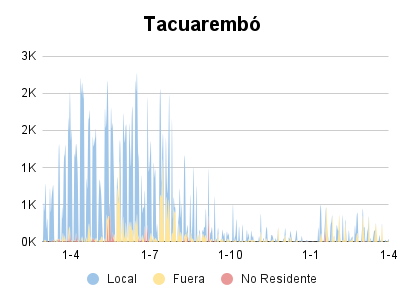 Tacuarembó
3K
2K
2K
1K
1K
0K
1-4 1-7 1-10 1-1 1-4
Local Fuera No Residente